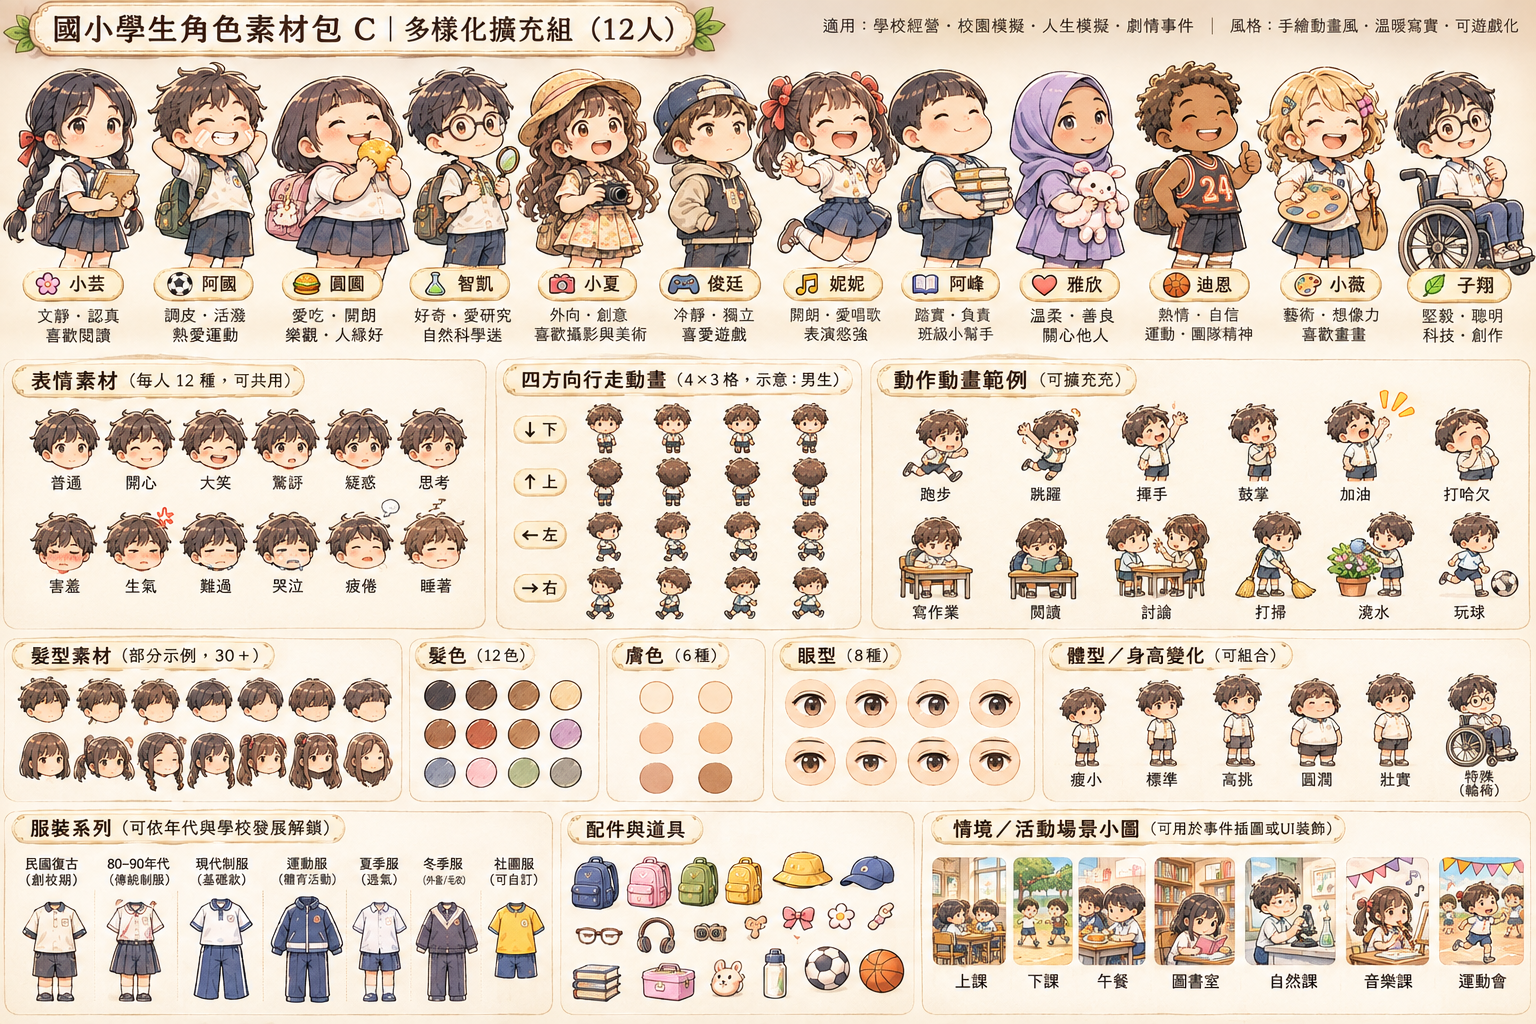 國小學生角色素材包 C｜多樣化擴充組（12人）
適用：學校經營・校園模擬・人生模擬・劇情事件 ｜ 風格：手繪動畫風・溫暖寫實・可遊戲化
24
小芸
文靜・認真
喜歡閱讀
阿國
調皮・活潑
熱愛運動
圓圓
愛吃・開朗
樂觀・人緣好
智凱
好奇・愛研究
自然科學迷
小夏
外向・創意
喜歡攝影與美術
俊廷
冷靜・獨立
喜愛遊戲
妮妮
開朗・愛唱歌
表演慾強
阿峰
踏實・負責
班級小幫手
雅欣
溫柔・善良
關心他人
迪恩
熱情・自信
運動・團隊精神
小薇
藝術・想像力
喜歡畫畫
子翔
堅毅・聰明
科技・創作
表情素材（每人 12 種，可共用）
普通
開心
大笑
驚訝
疑惑
思考
害羞
生氣
難過
哭泣
疲倦
睡著
四方向行走動畫（4×3 格，示意：男生）
↓ 下
↑ 上
← 左
→ 右
動作動畫範例（可擴充充）
跑步
跳躍
揮手
鼓掌
加油
打哈欠
寫作業
閱讀
討論
打掃
澆水
玩球
髮型素材（部分示例，30＋）
髮色（12色）
膚色（6種）
眼型（8種）
體型／身高變化（可組合）
瘦小
標準
高挑
圓潤
壯實
特殊
（輪椅）
服裝系列（可依年代與學校發展解鎖）
民國復古
（創校期）
80–90年代
（傳統制服）
現代制服
（基礎款）
運動服
（體育活動）
夏季服
（透氣）
冬季服
（外套/毛衣）
社團服
（可自訂）
配件與道具
情境／活動場景小圖（可用於事件插圖或UI裝飾）
上課
下課
午餐
圖書室
自然課
音樂課
運動會